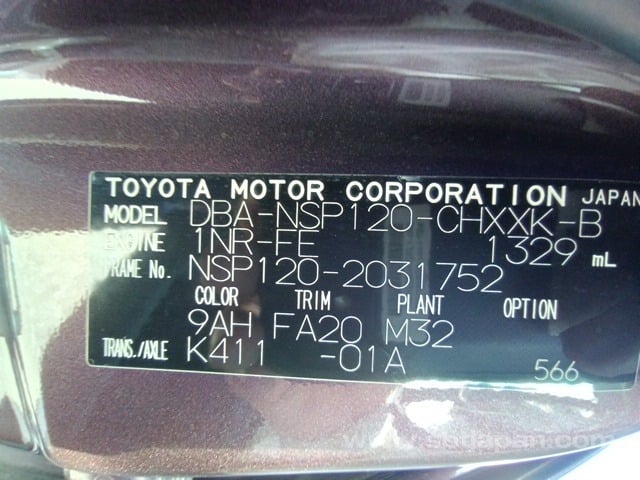 TOYOTA MOTOR CORPORATION JAPAN
MODEL DBA-NSP120-CHXXK-B
ENGINE 1NR-FE 1329 mL
FRAME No. NSP120-2031752
COLOR TRIM PLANT OPTION
9AH FA20 M32
TRANS./AXLE K411 -01A
566